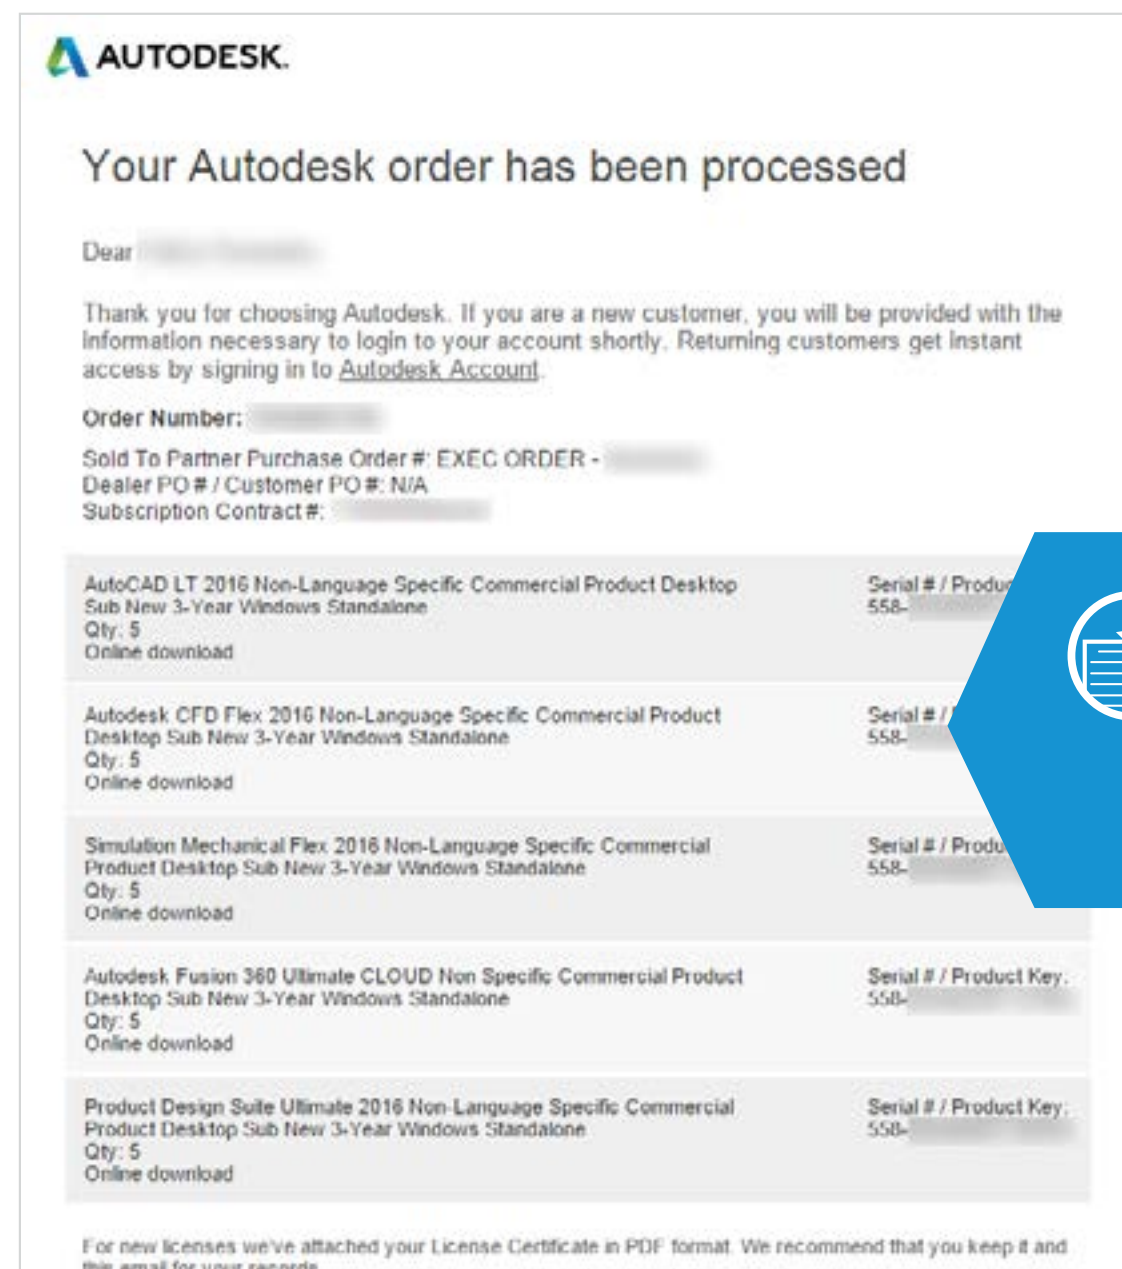 AUTODESK.
Your Autodesk order has been processed
Dear
Thank you for choosing Autodesk. If you are a new customer, you will be provided with the
information necessary to login to your account shortly. Returning customers get instant
access by signing in to Autodesk Account.
Order Number:
Sold To Partner Purchase Order #: EXEC ORDER -
Dealer PO # / Customer PO #: N/A
Subscription Contract #:
AutoCAD LT 2016 Non-Language Specific Commercial Product Desktop
Sub New 3-Year Windows Standalone
Qty: 5
Online download
Serial # / Produc
558-
Autodesk CFD Flex 2016 Non-Language Specific Commercial Product
Desktop Sub New 3-Year Windows Standalone
Qty: 5
Online download
Serial # /
558-
Simulation Mechanical Flex 2016 Non-Language Specific Commercial
Product Desktop Sub New 3-Year Windows Standalone
Qty: 5
Online download
Serial # / Produ
558-
Autodesk Fusion 360 Ultimate CLOUD Non Specific Commercial Product
Desktop Sub New 3-Year Windows Standalone
Qty: 5
Online download
Serial # / Product Key:
558-
Product Design Suite Ultimate 2016 Non-Language Specific Commercial
Product Desktop Sub New 3-Year Windows Standalone
Qty: 5
Online download
Serial # / Product Key:
558-
For new licenses we've attached your License Certificate in PDF format. We recommend that you keep it and
this email for your records